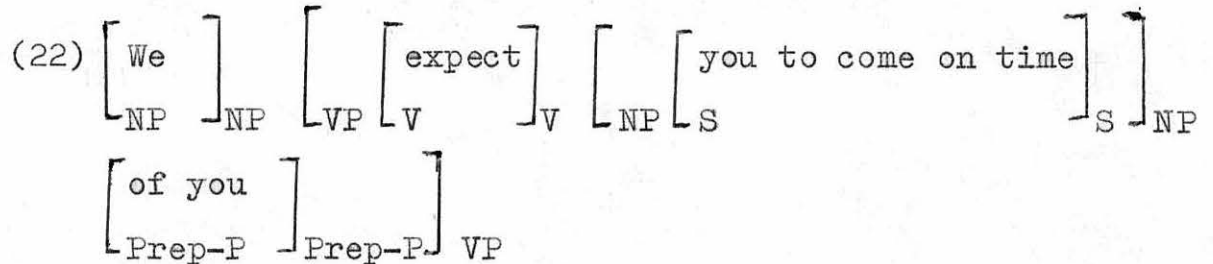 (22) [We]NP [VP [expect]V [NP [you to come on time]S ]NP
NP V S
[of you]Prep-P ] VP
Prep-P